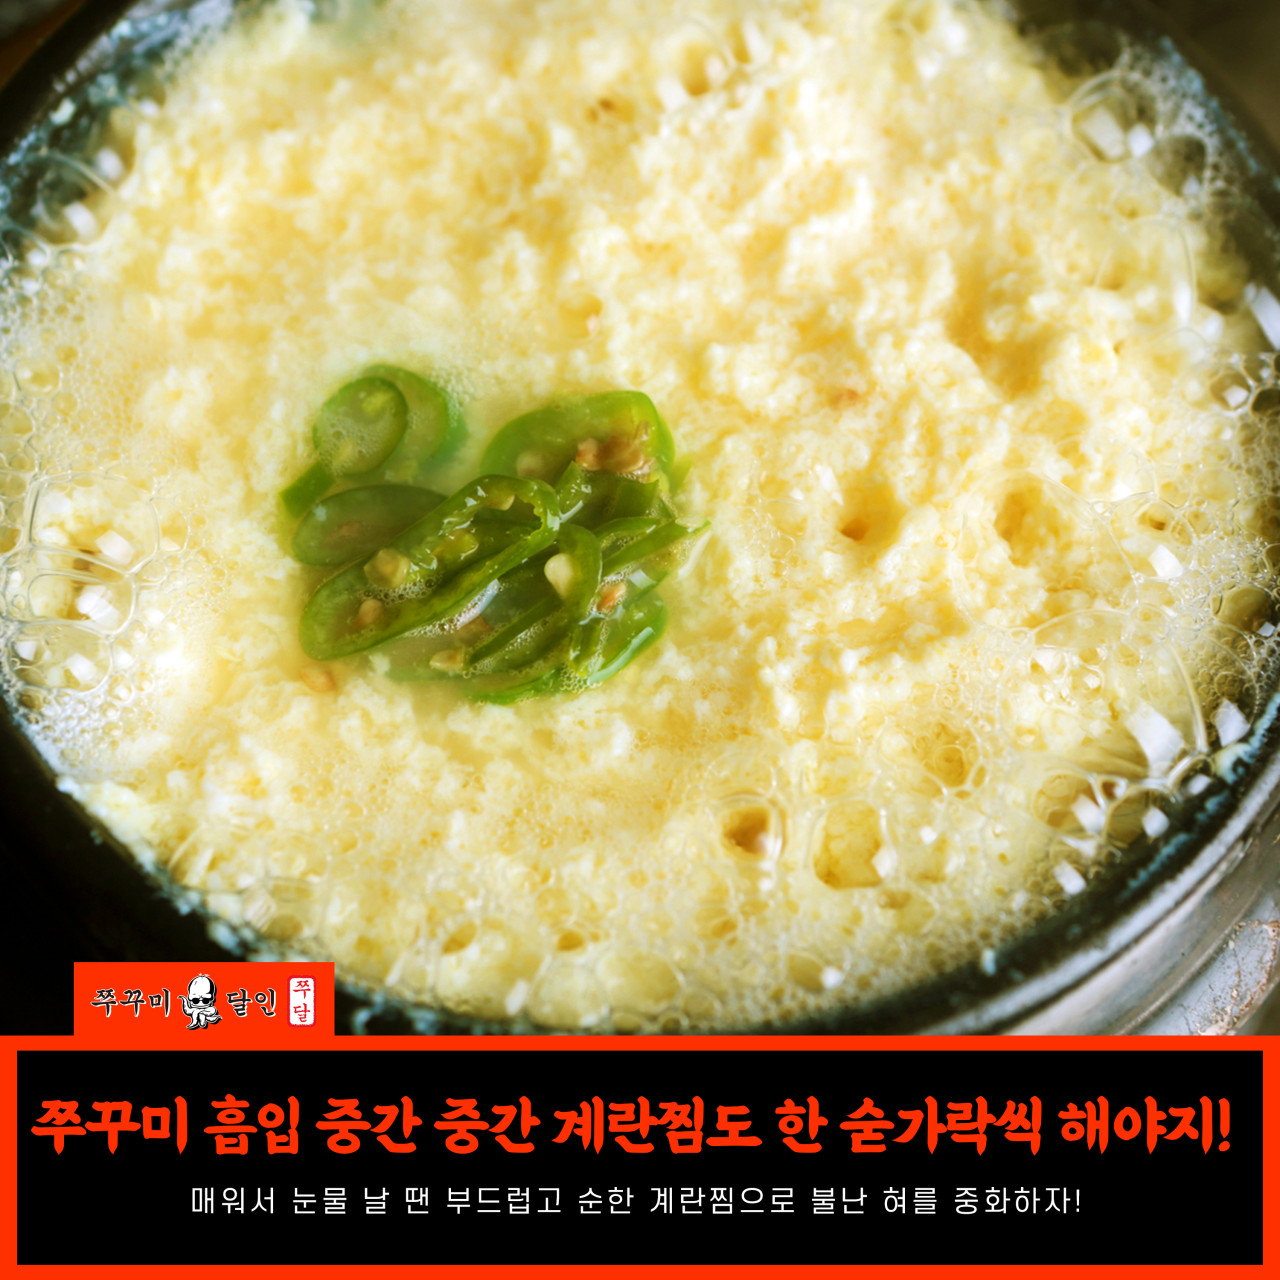 쭈꾸미 달인 쭈달
쭈꾸미 흡입 중간 중간 계란찜도 한 숟가락씩 해야지!
매워서 눈물 날 땐 부드럽고 순한 계란찜으로 불난 혀를 중화하자!